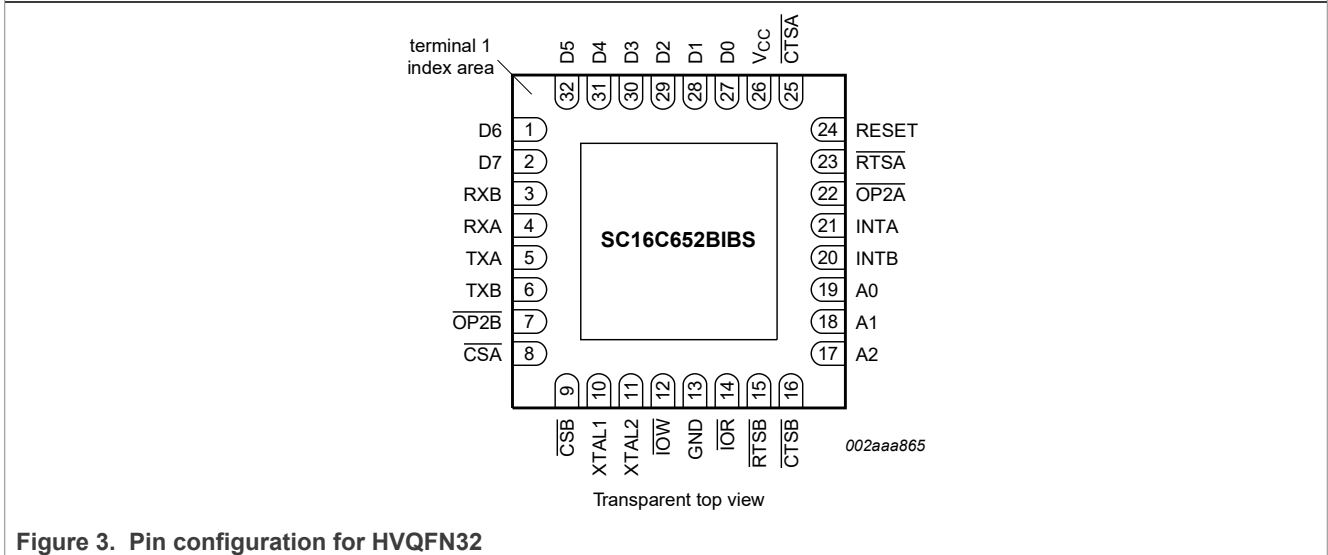 terminal 1
index area
D5
D4
D3
D2
D1
D0
VCC
CTSA
32
31
30
29
28
27
26
25
D6 1
D7 2
RXB 3
RXA 4
TXA 5
TXB 6
OP2B 7
CSA 8
SC16C652BIBS
24 RESET
23 RTSA
22 OP2A
21 INTA
20 INTB
19 A0
18 A1
17 A2
9
10
11
12
13
14
15
16
CSB
XTAL1
XTAL2
IOW
GND
IOR
RTSB
CTSB
002aaa865
Transparent top view
Figure 3. Pin configuration for HVQFN32